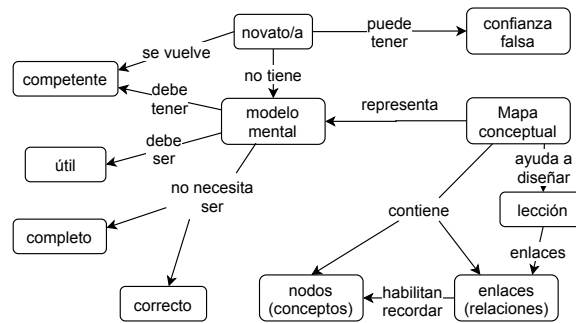 novato/a
puede
tener
confianza
falsa
se vuelve
competente
no tiene
debe
tener
modelo
mental
representa
Mapa
conceptual
debe
ser
útil
ayuda a
diseñar
no necesita
ser
lección
contiene
completo
enlaces
correcto
nodos
(conceptos)
habilitan
recordar
enlaces
(relaciones)